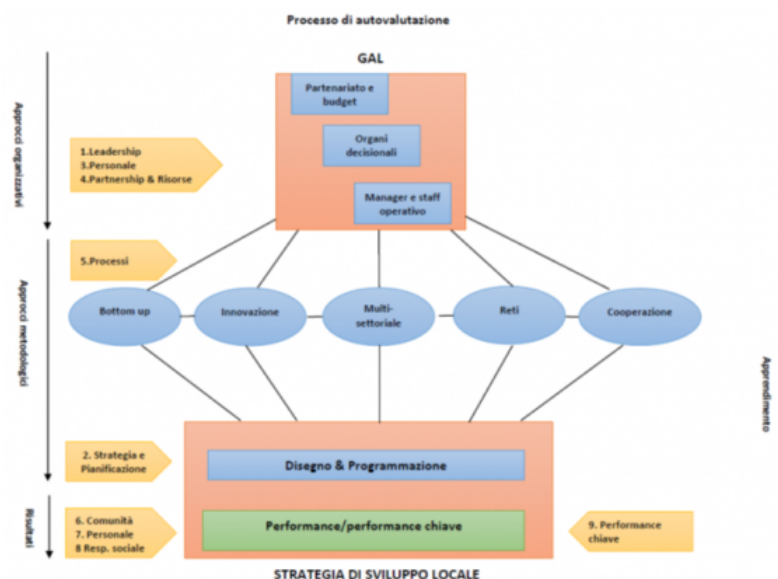 Processo di autovalutazione
GAL
Partenariato e
budget
Organi
decisionali
Manager e staff
operativo
Approcci organizzativi
1.Leadership
3.Personale
4.Partnership & Risorse
5.Processi
Approcci metodologici
Bottom up
Innovazione
Multi-
settoriale
Reti
Cooperazione
Apprendimento
2. Strategia e
Pianificazione
Disegno & Programmazione
Risultati
6. Comunità
7. Personale
8 Resp. sociale
Performance/performance chiave
9. Performance
chiave
STRATEGIA DI SVILUPPO LOCALE